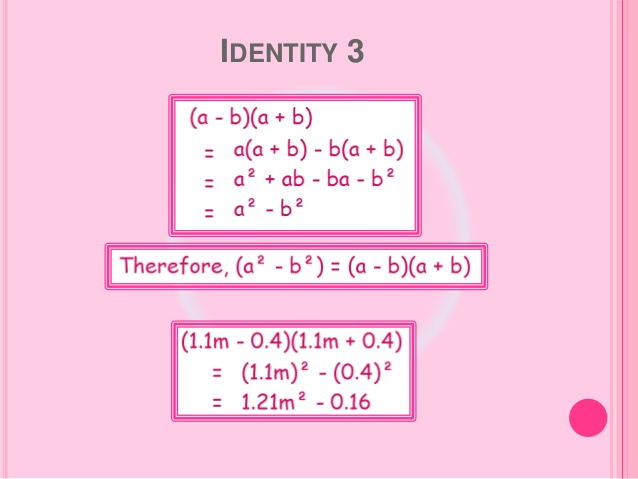 IDENTITY 3
(a - b)(a + b)
= a(a + b) - b(a + b)
= a² + ab - ba - b²
= a² - b²
Therefore, (a² - b²) = (a - b)(a + b)
(1.1m - 0.4)(1.1m + 0.4)
= (1.1m)² - (0.4)²
= 1.21m² - 0.16